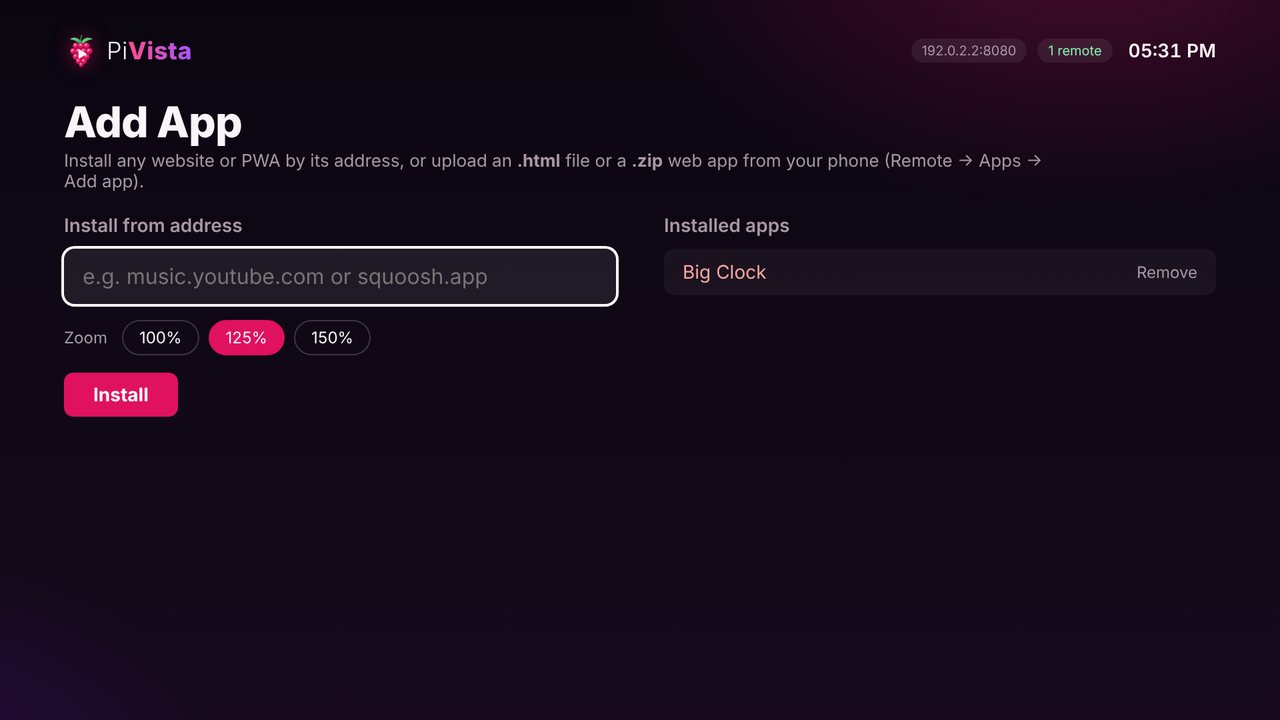 PiVista
192.0.2.2:8080
1 remote
05:31 PM
Add App
Install any website or PWA by its address, or upload an .html file or a .zip web app from your phone (Remote → Apps →
Add app).
Install from address
e.g. music.youtube.com or squoosh.app
Zoom
100%
125%
150%
Install
Installed apps
Big Clock
Remove